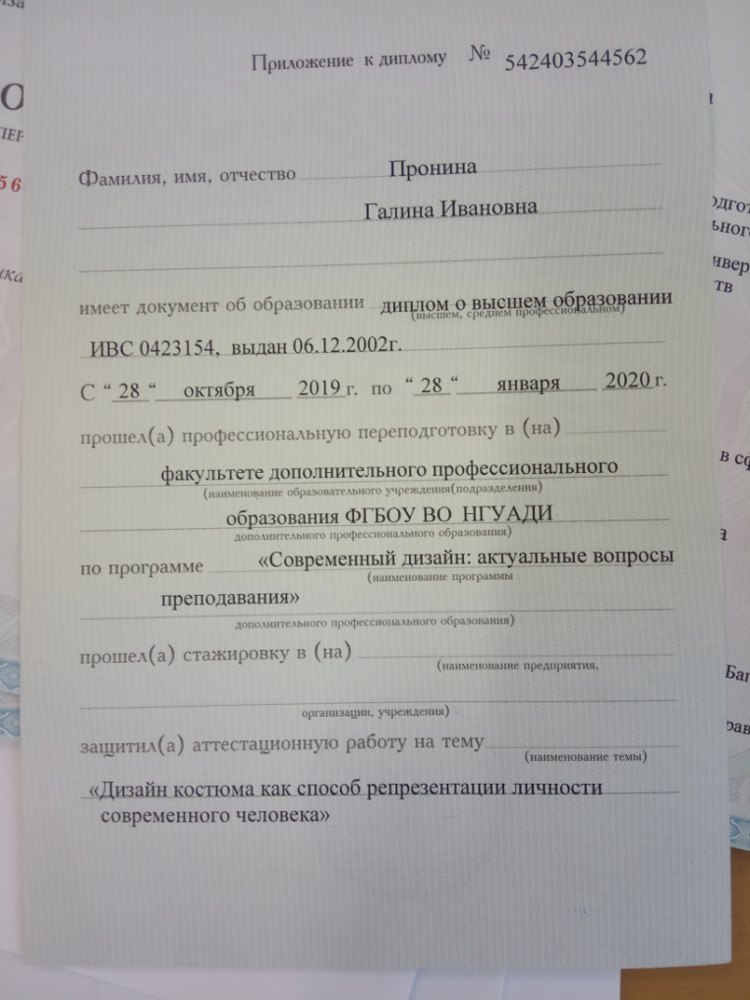 Приложение к диплому № 542403544562
56
Фамилия, имя, отчество Пронина
Галина Ивановна
имеет документ об образовании диплом о высшем образовании
(высшем, среднем профессиональном)
ИВС 0423154, выдан 06.12.2002г.
С “ 28 “ октября 2019 г. по “ 28 “ января 2020 г.
прошел(а) профессиональную переподготовку в (на)
факультете дополнительного профессионального
(наименование образовательного учреждения(подразделения)
образования ФГБОУ ВО НГУАДИ
дополнительного профессионального образования)
по программе «Современный дизайн: актуальные вопросы
(наименование программы
преподавания»
дополнительного профессионального образования)
прошел(а) стажировку в (на)
(наименование предприятия,
организации, учреждения)
защитил(а) аттестационную работу на тему
(наименование темы)
«Дизайн костюма как способ репрезентации личности
современного человека»